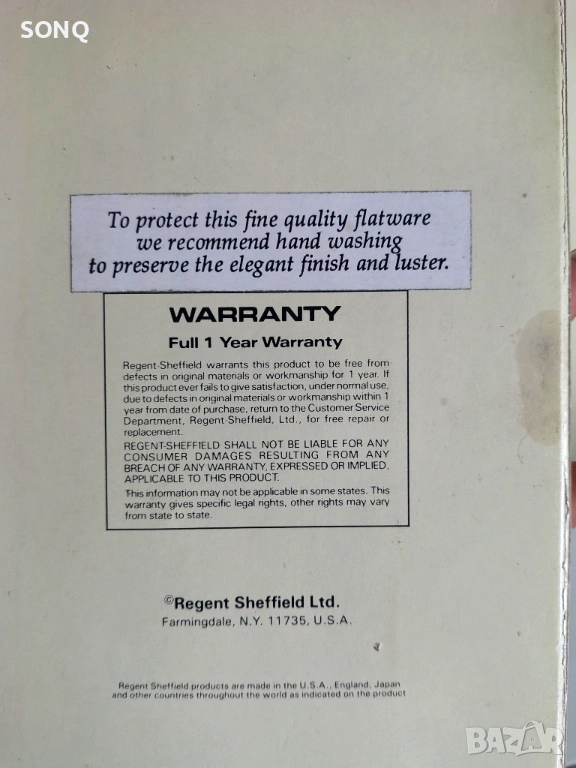 SONQ
To protect this fine quality flatware
we recommend hand washing
to preserve the elegant finish and luster.
WARRANTY
Full 1 Year Warranty
Regent-Sheffield warrants this product to be free from
defects in original materials or workmanship for 1 year. If
this product ever fails to give satisfaction, under normal use,
due to defects in original materials or workmanship within 1
year from date of purchase, return to the Customer Service
Department, Regent-Sheffield, Ltd., for free repair or
replacement.
REGENT-SHEFFIELD SHALL NOT BE LIABLE FOR ANY
CONSUMER DAMAGES RESULTING FROM ANY
BREACH OF ANY WARRANTY, EXPRESSED OR IMPLIED,
APPLICABLE TO THIS PRODUCT.
This information may not be applicable in some states. This
warranty gives specific legal rights, other rights may vary
from state to state.
©Regent Sheffield Ltd.
Farmingdale, N.Y. 11735, U.S.A.
Regent Sheffield products are made in the U.S.A., England, Japan
and other countries throughout the world as indicated on the product
BAZAR